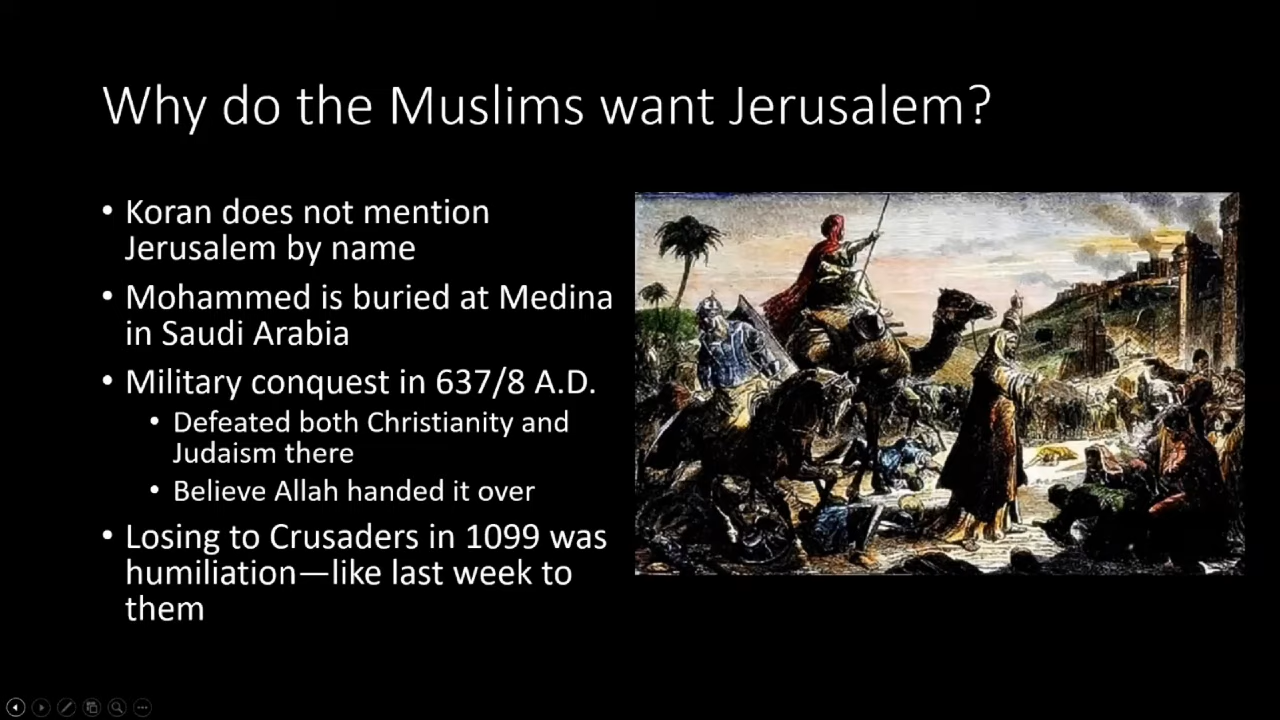 Why do the Muslims want Jerusalem?
• Koran does not mention
Jerusalem by name
• Mohammed is buried at Medina
in Saudi Arabia
• Military conquest in 637/8 A.D.
• Defeated both Christianity and
Judaism there
• Believe Allah handed it over
• Losing to Crusaders in 1099 was
humiliation—like last week to
them